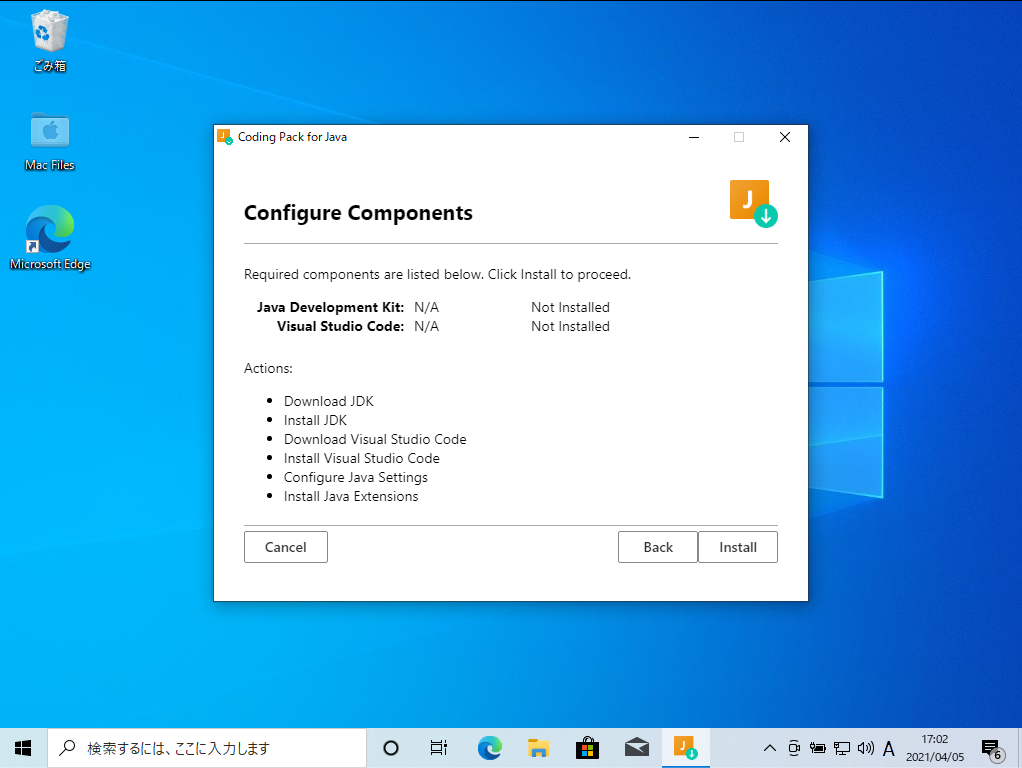 ごみ箱
Mac Files
Microsoft Edge
J
Coding Pack for Java
Configure Components
J
Required components are listed below. Click Install to proceed.
Java Development Kit: N/A Not Installed
Visual Studio Code: N/A Not Installed
Actions:
• Download JDK
• Install JDK
• Download Visual Studio Code
• Install Visual Studio Code
• Configure Java Settings
• Install Java Extensions
Cancel
Back
Install
検索するには、ここに入力します
J
A
17:02
2021/04/05
6